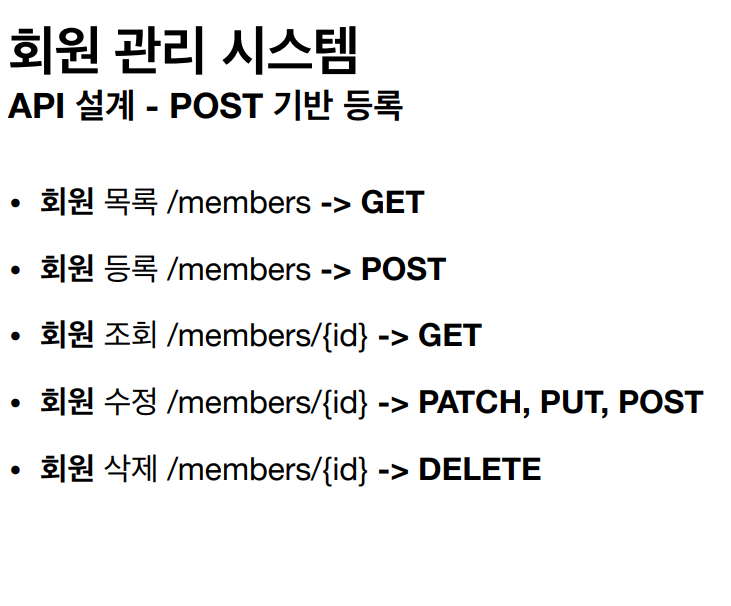 회원 관리 시스템
API 설계 - POST 기반 등록
• 회원 목록 /members -> GET
• 회원 등록 /members -> POST
• 회원 조회 /members/{id} -> GET
• 회원 수정 /members/{id} -> PATCH, PUT, POST
• 회원 삭제 /members/{id} -> DELETE